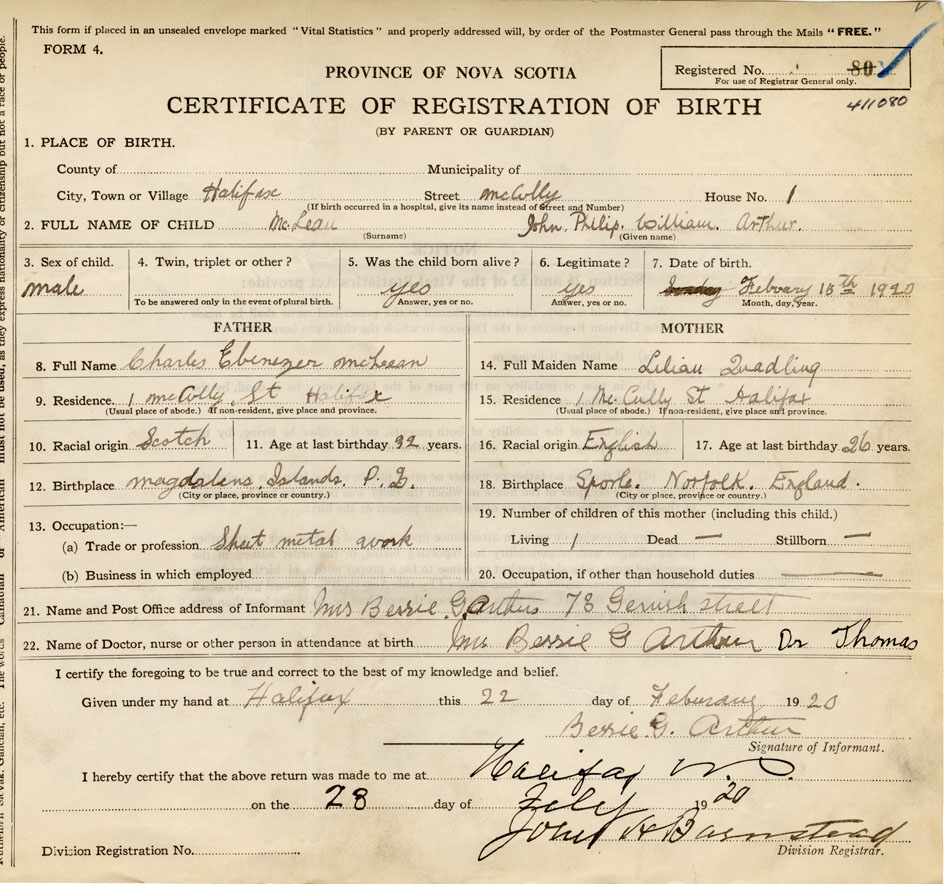 This form if placed in an unsealed envelope marked "Vital Statistics" and properly addressed will, by order of the Postmaster General pass through the Mails "FREE."
FORM 4.
Registered No. 80
For use of Registrar General only.
411080
PROVINCE OF NOVA SCOTIA
CERTIFICATE OF REGISTRATION OF BIRTH
(BY PARENT OR GUARDIAN)
1. PLACE OF BIRTH.
County of Municipality of
City, Town or Village Halifax Street McCully House No. 1
(If birth occurred in a hospital, give its name instead of Street and Number)
2. FULL NAME OF CHILD McLean John. Philip. William. Arthur.
(Surname) (Given name)
3. Sex of child. 4. Twin, triplet or other? 5. Was the child born alive? 6. Legitimate? 7. Date of birth.
male yes yes February 18th 1920
To be answered only in the event of plural birth. Answer, yes or no. Answer, yes or no. Month, day, year.
FATHER MOTHER
8. Full Name Charles Ebenezer McLean 14. Full Maiden Name Lilian Quadling
9. Residence. 1 McCully St Halifax 15. Residence 1 McCully St Halifax
(Usual place of abode.) If non-resident, give place and province. (Usual place of abode.) If non-resident, give place and province.
10. Racial origin Scotch 11. Age at last birthday years. 16. Racial origin English 17. Age at last birthday 26 years.
12. Birthplace Magdalens Islands. P. Q. 18. Birthplace Sporle. Norfolk. England.
(City or place, province or country.) (City or place, province or country.)
13. Occupation:— 19. Number of children of this mother (including this child.)
(a) Trade or profession Sheet metal work Living 1 Dead — Stillborn —
(b) Business in which employed 20. Occupation, if other than household duties —
21. Name and Post Office address of Informant Mrs Bessie G. Arthur 78 street
22. Name of Doctor, nurse or other person in attendance at birth. Mrs Bessie G Arthur Dr Thomas
I certify the foregoing to be true and correct to the best of my knowledge and belief.
Given under my hand at Halifax this 22 day of Feburary 1920
Bessie G. Arthur
Signature of Informant.
I hereby certify that the above return was made to me at Halifax N.S.
on the 28 day of Feby 1920
John H Barnstead
Division Registration No. Division Registrar.